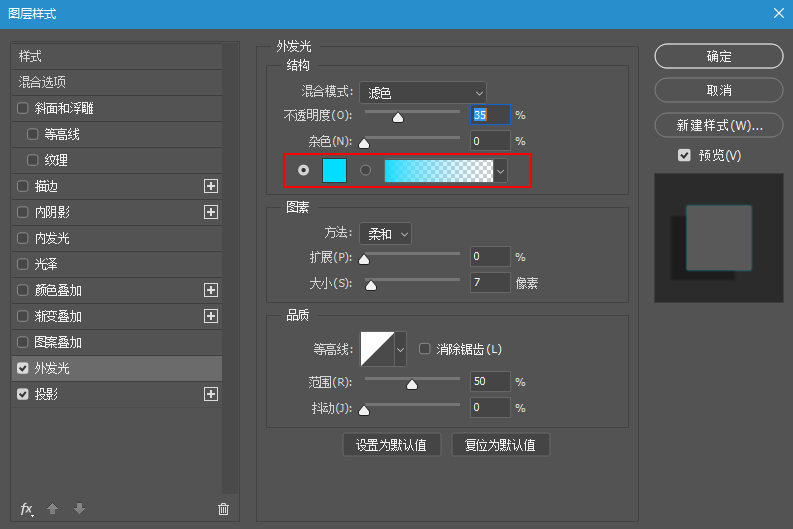 图层样式
样式
混合选项
斜面和浮雕
等高线
纹理
描边
内阴影
内发光
光泽
颜色叠加
渐变叠加
图案叠加
外发光
投影
fx
外发光
结构
混合模式: 滤色
不透明度(O): 35 %
杂色(N): 0 %
图素
方法: 柔和
扩展(P): 0 %
大小(S): 7 像素
品质
等高线: 消除锯齿(L)
范围(R): 50 %
抖动(J): 0 %
设置为默认值 复位为默认值
确定
取消
新建样式(W)...
预览(V)